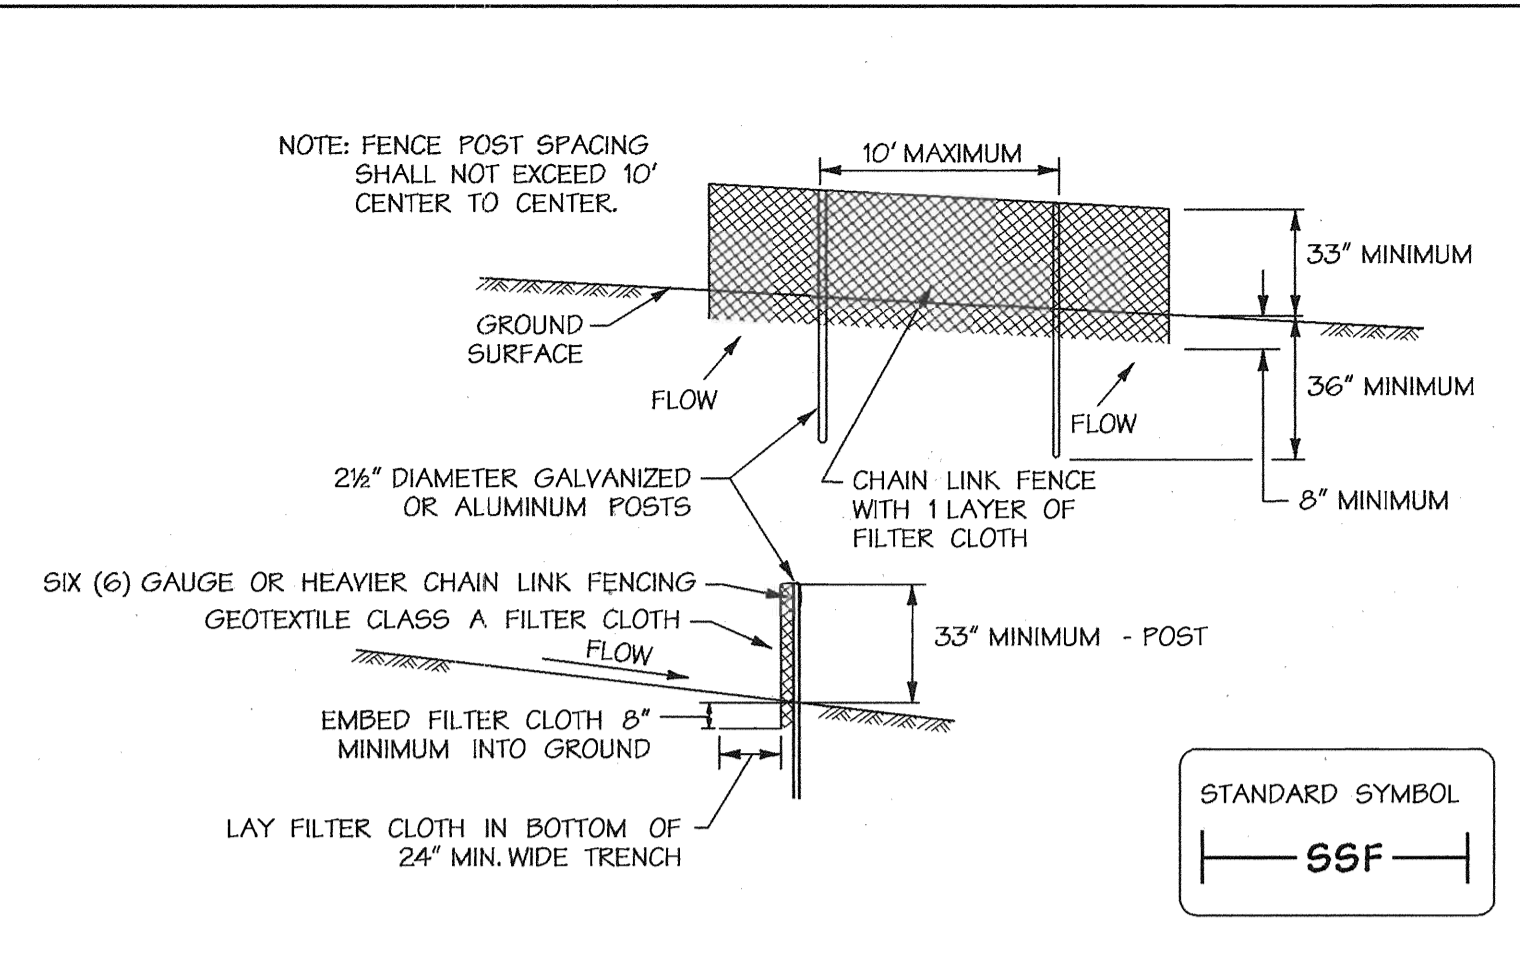 NOTE: FENCE POST SPACING
SHALL NOT EXCEED 10'
CENTER TO CENTER.
10' MAXIMUM
33" MINIMUM
GROUND
SURFACE
FLOW
FLOW
36" MINIMUM
2½" DIAMETER GALVANIZED
OR ALUMINUM POSTS
CHAIN LINK FENCE
WITH 1 LAYER OF
FILTER CLOTH
8" MINIMUM
SIX (6) GAUGE OR HEAVIER CHAIN LINK FENCING
GEOTEXTILE CLASS A FILTER CLOTH
FLOW
33" MINIMUM - POST
EMBED FILTER CLOTH 8"
MINIMUM INTO GROUND
LAY FILTER CLOTH IN BOTTOM OF
24" MIN. WIDE TRENCH
STANDARD SYMBOL
SSF